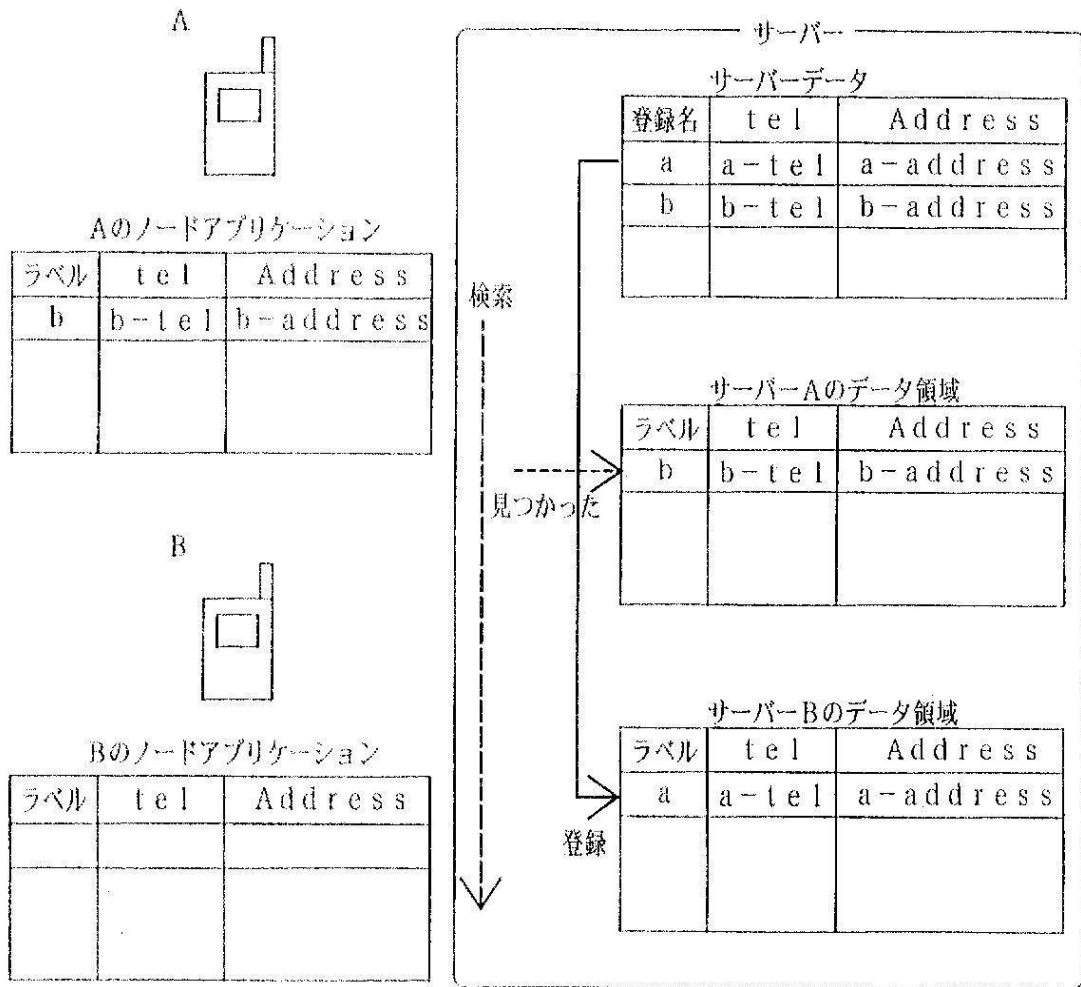 A
Aのノードアプリケーション
ラベル tel Address
b b-tel b-address
B
Bのノードアプリケーション
ラベル tel Address
サーバー
サーバーデータ
登録名 tel Address
a a-tel a-address
b b-tel b-address
検索
サーバーAのデータ領域
ラベル tel Address
b b-tel b-address
見つかった
サーバーBのデータ領域
ラベル tel Address
a a-tel a-address
登録